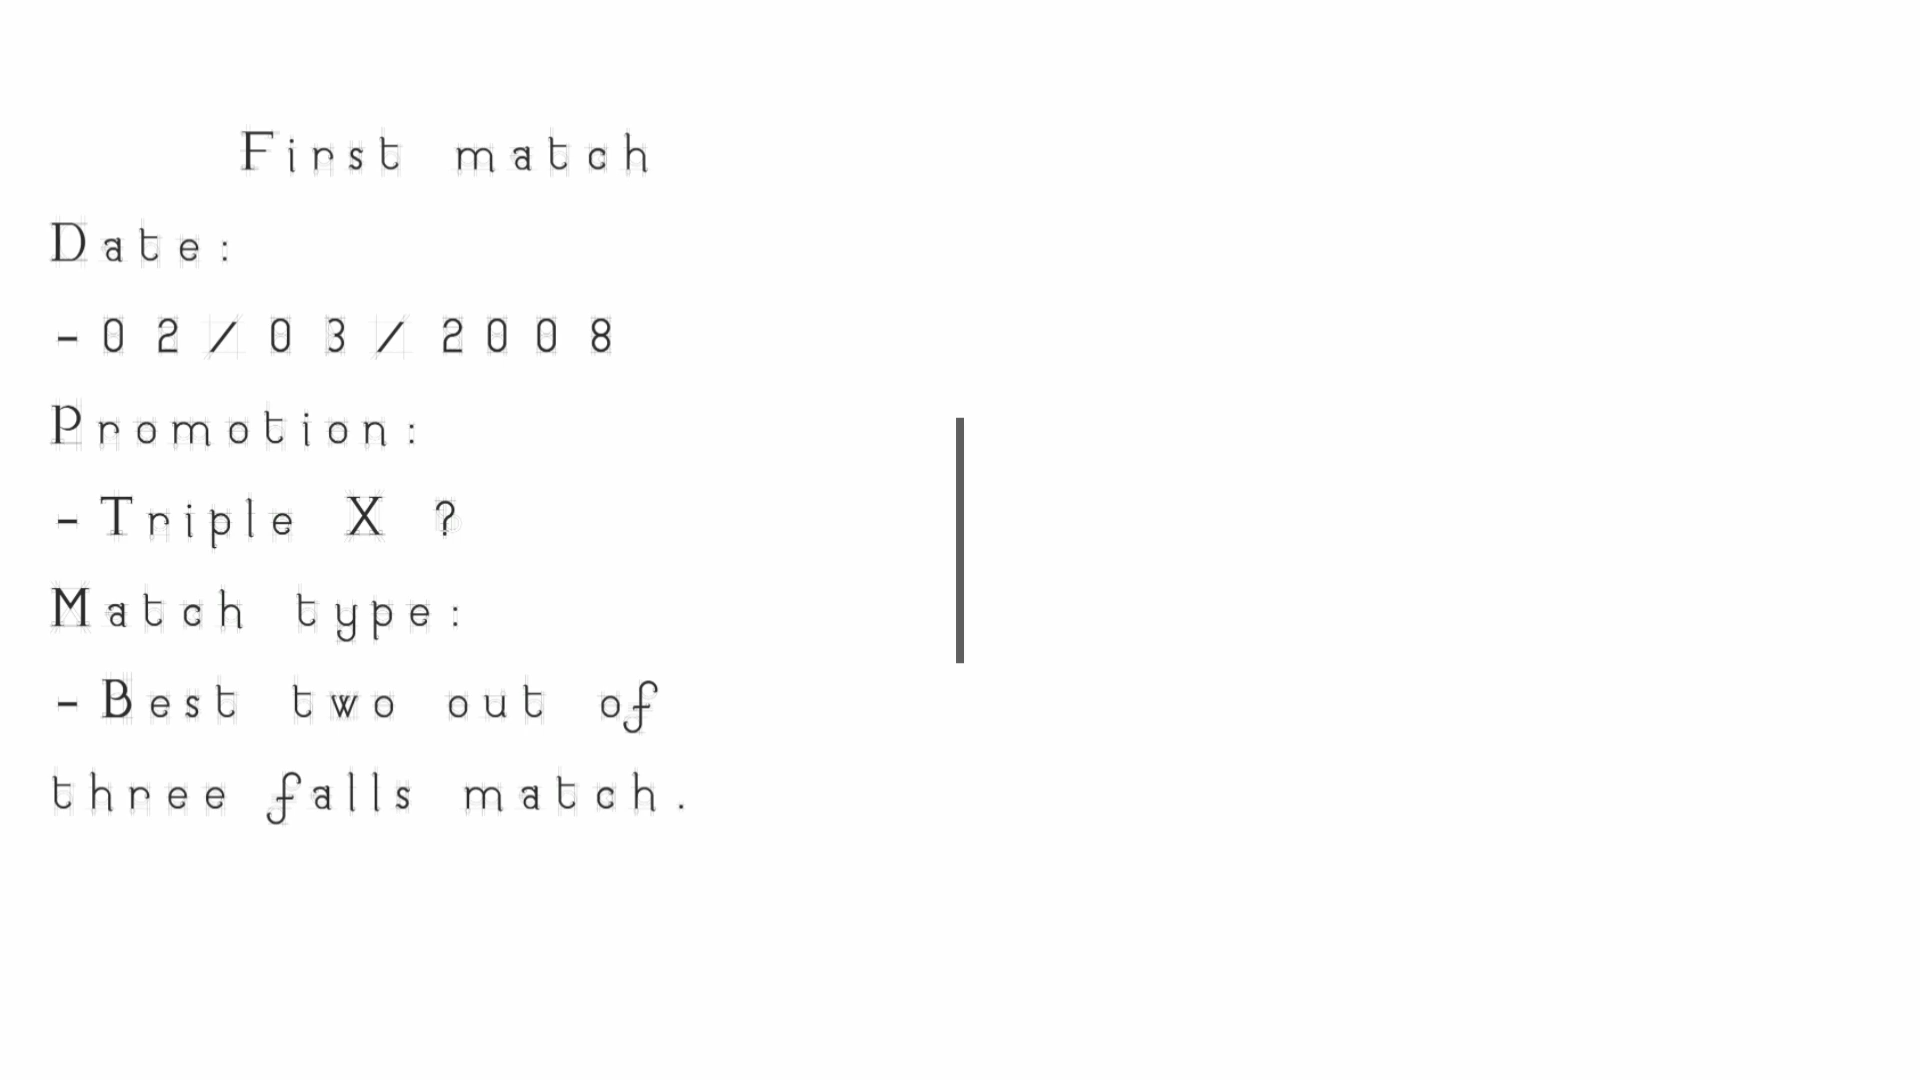 First match
Date:
-02/03/2008
Promotion:
-Triple X ?
Match type:
-Best two out of
three falls match.